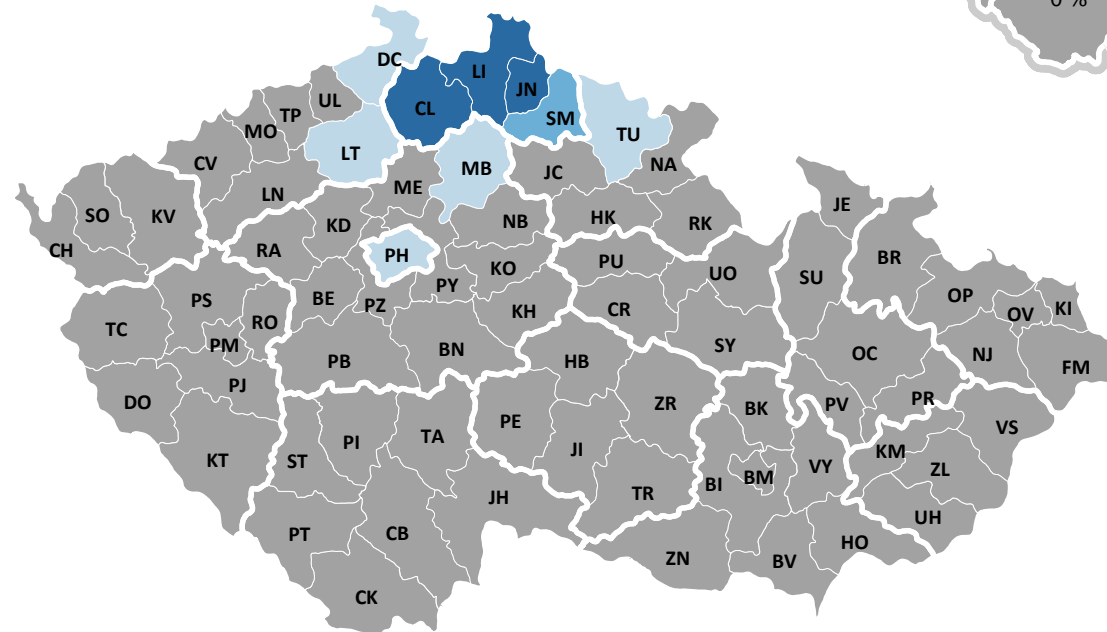 0 %
DC
LI
JN
UL
CL
TP
SM
MO
TU
LT
CV
MB
NA
JC
ME
LN
SO
KV
HK
RK
NB
KD
JE
CH
RA
PH
BR
PU
KO
UO
SU
PY
OP
BE
PS
PZ
KI
KH
CR
OV
RO
TC
PM
SY
BN
OC
NJ
PB
HB
FM
PJ
PR
DO
ZR
PV
BK
PE
VS
TA
PI
JI
KM
ST
KT
VY
ZL
BM
BI
TR
JH
UH
PT
CB
HO
ZN
BV
CK